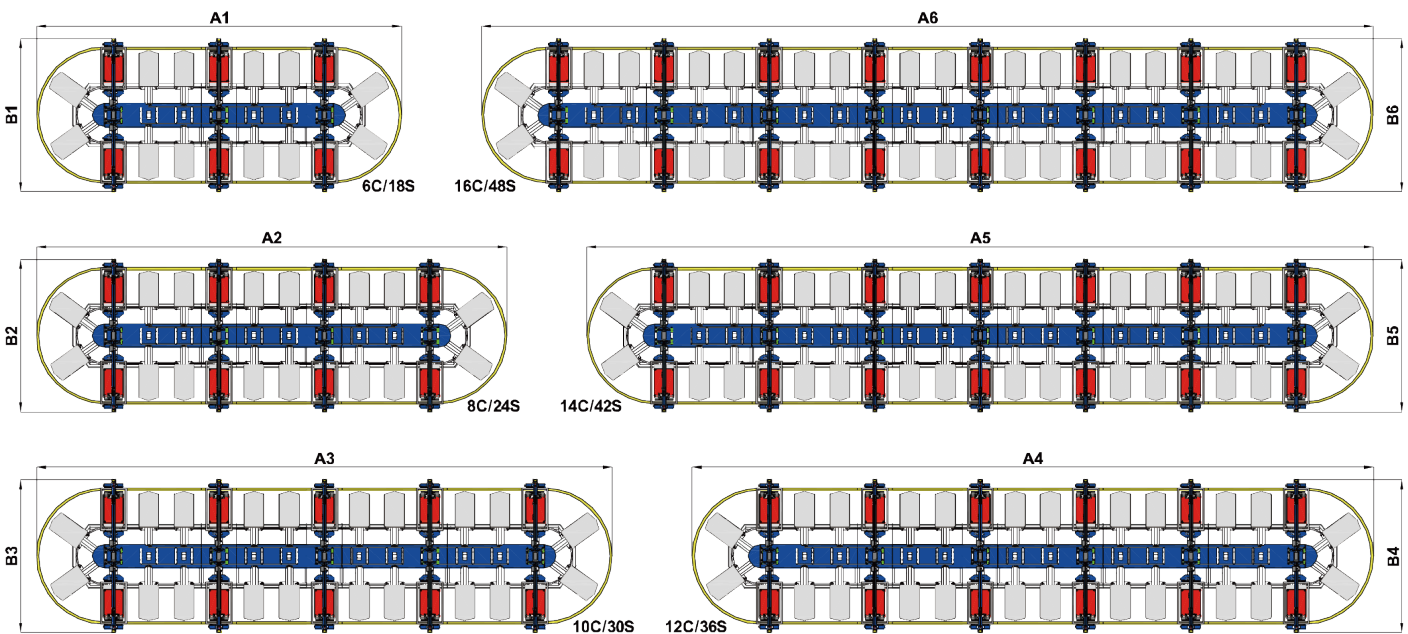 A1
A6
B1
B6
6C/18S
16C/48S
A2
A5
B2
B5
8C/24S
14C/42S
A3
A4
B3
B4
10C/30S
12C/36S